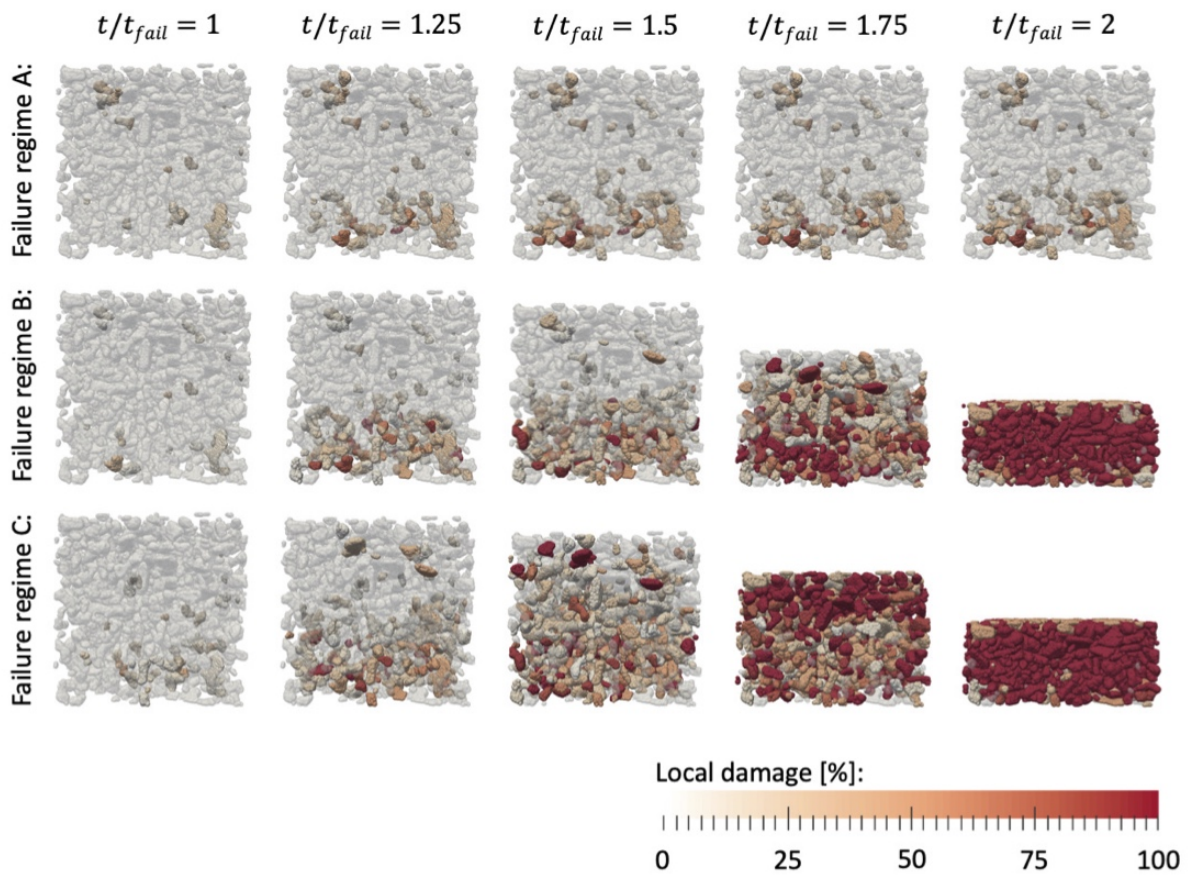 t/t_fail = 1 t/t_fail = 1.25 t/t_fail = 1.5 t/t_fail = 1.75 t/t_fail = 2
Failure regime A:
Failure regime B:
Failure regime C:
Local damage [%]:
0 25 50 75 100